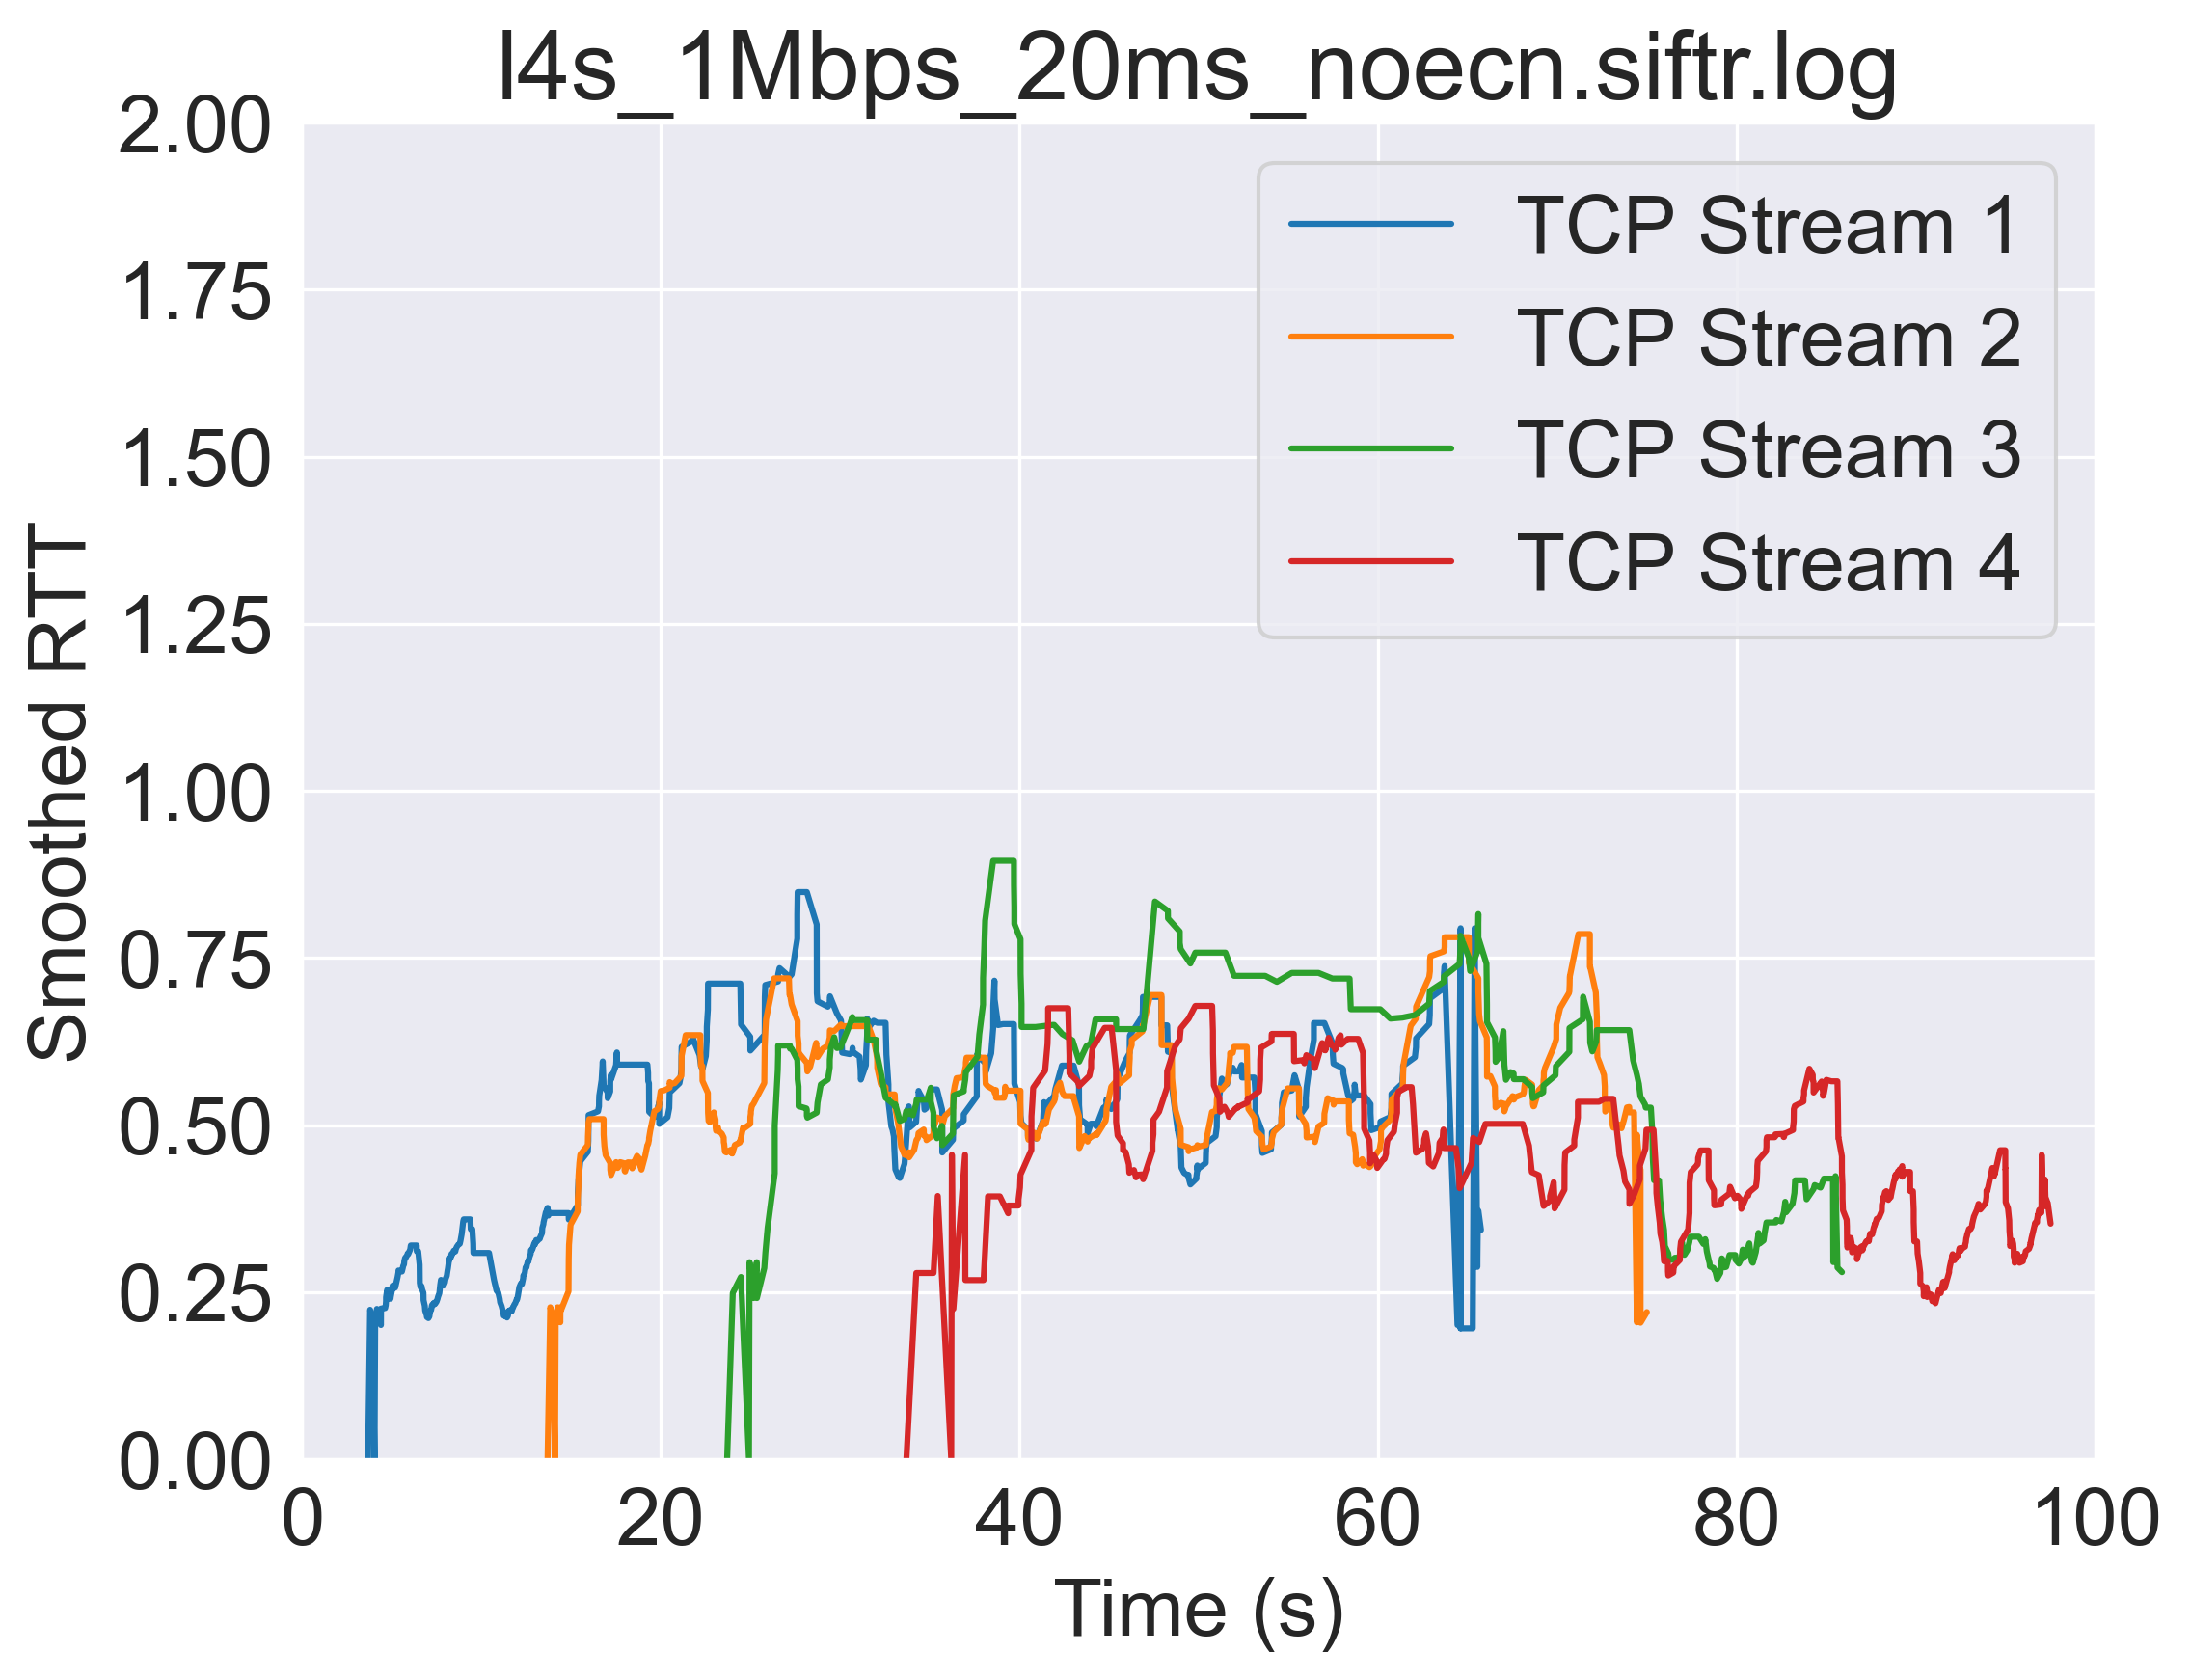 l4s_1Mbps_20ms_noecn.siftr.log
2.00
1.75
1.50
1.25
1.00
0.75
0.50
0.25
0.00
Smoothed RTT
TCP Stream 1
TCP Stream 2
TCP Stream 3
TCP Stream 4
0 20 40 60 80 100
Time (s)